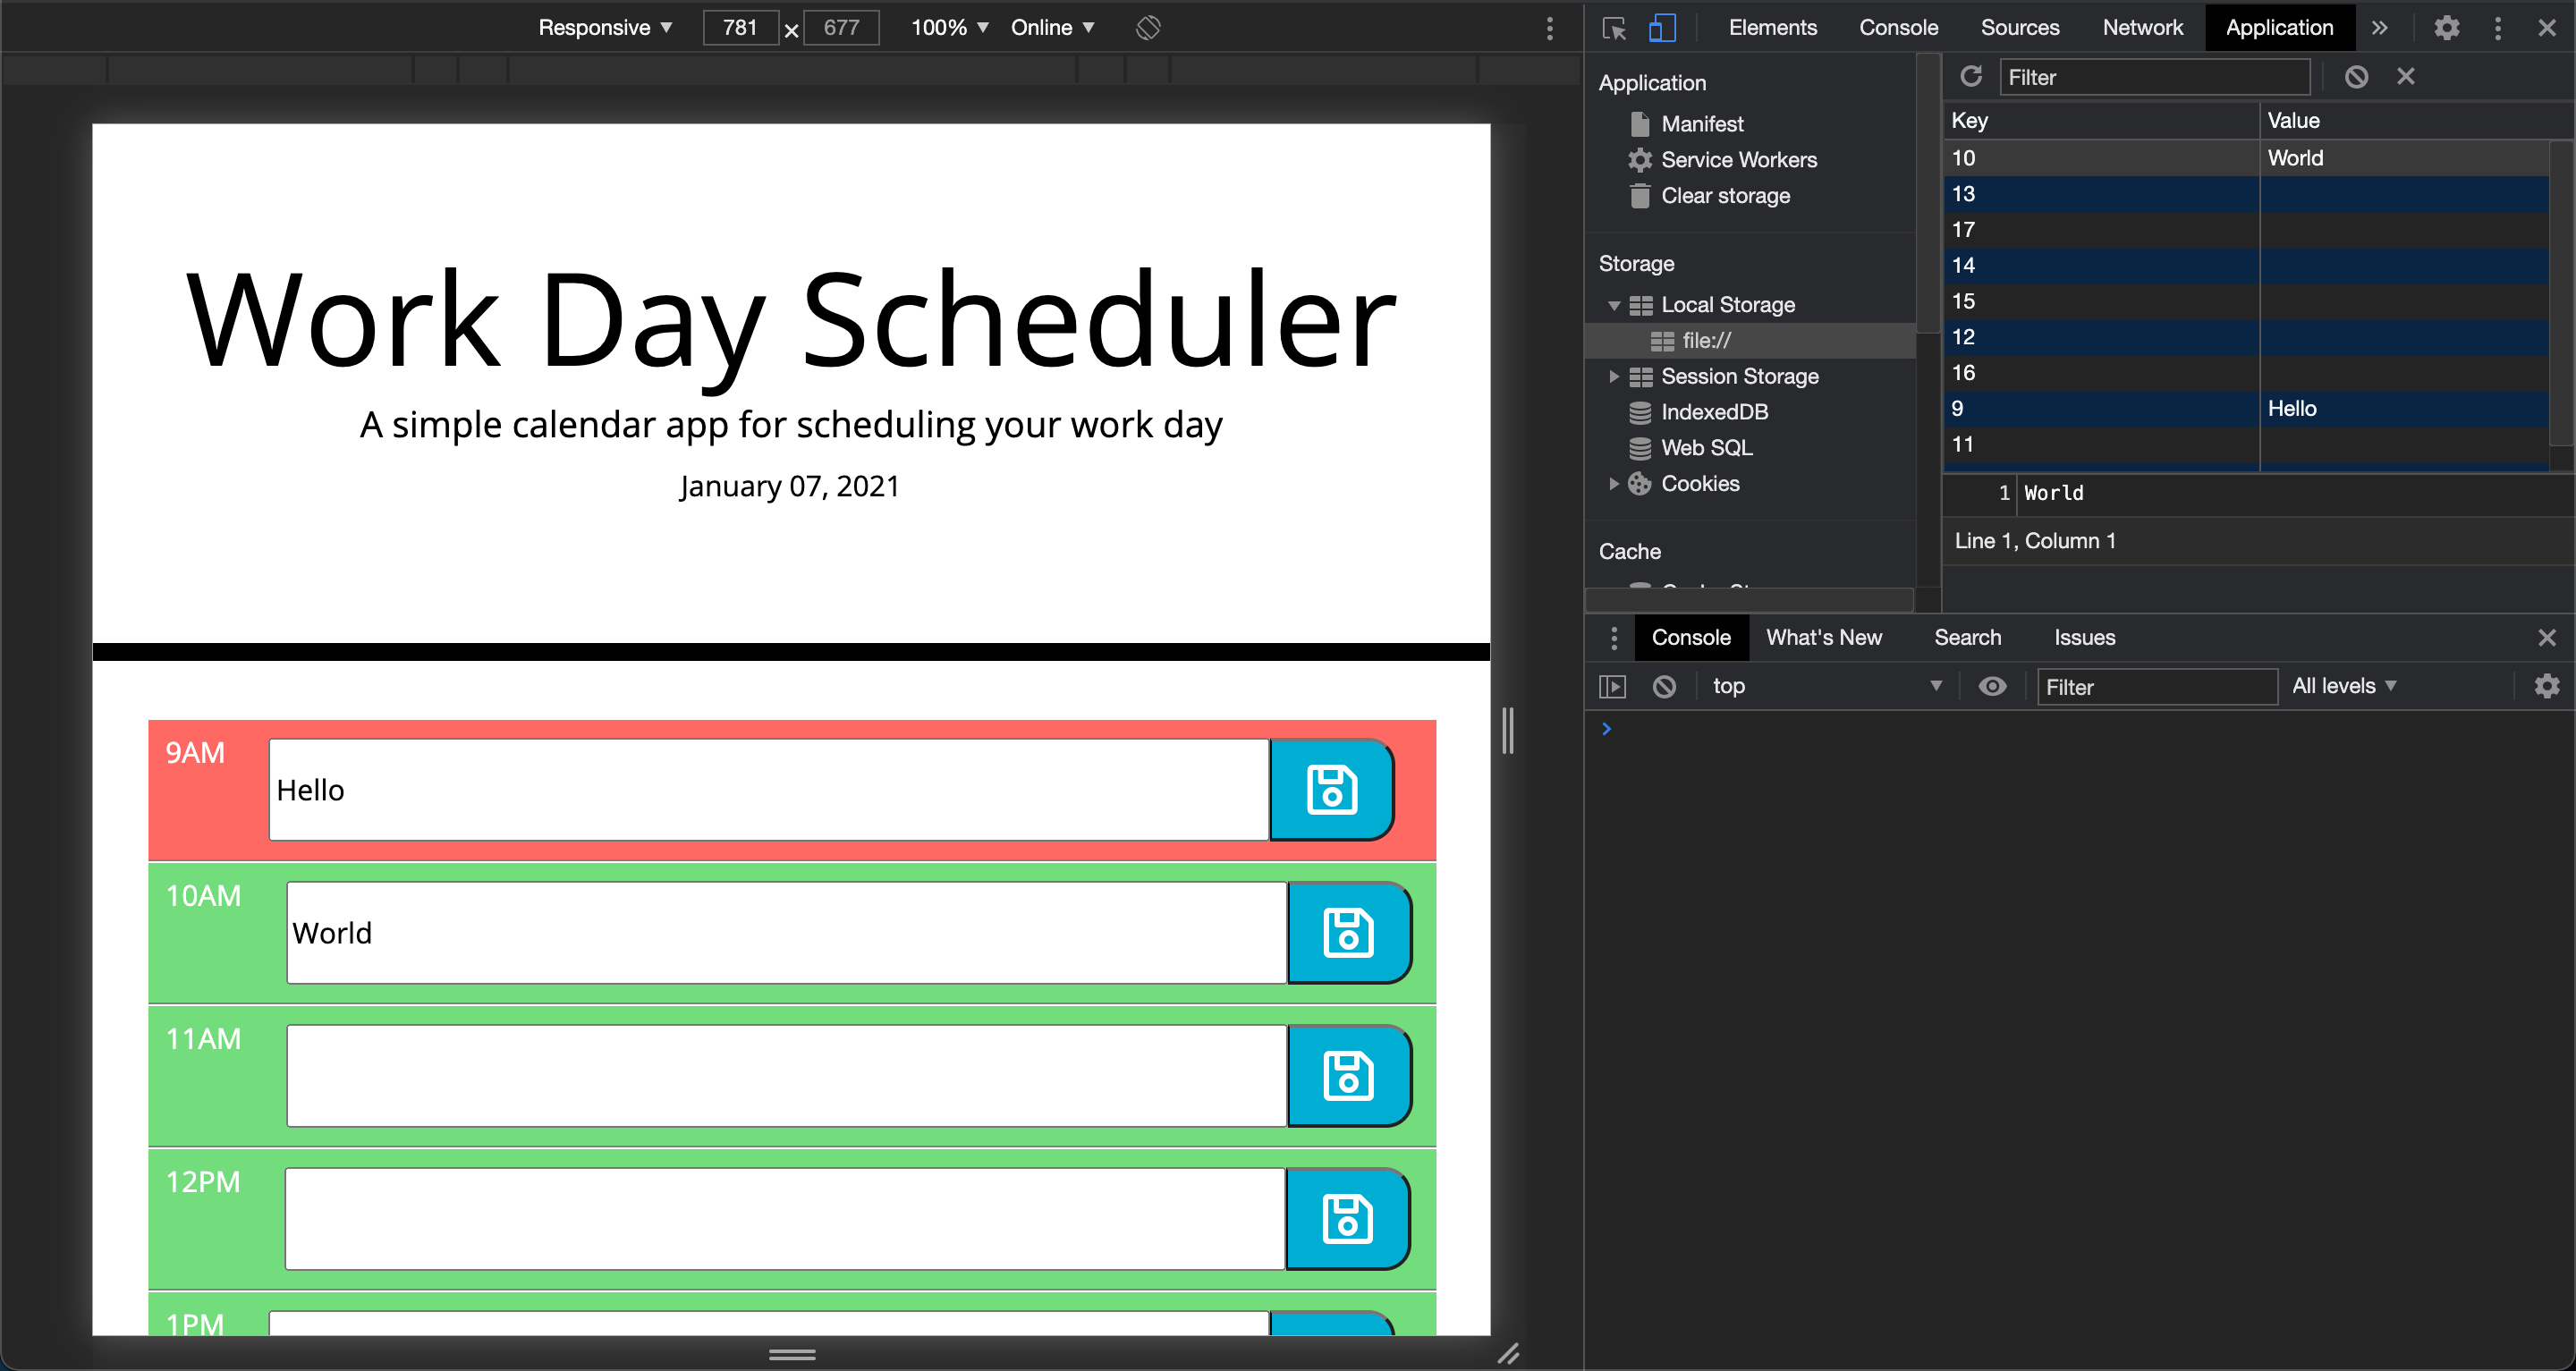 Responsive ▼ 781 × 677 100% ▼ Online ▼
Work Day Scheduler
A simple calendar app for scheduling your work day
January 07, 2021
9AM Hello
10AM World
11AM
12PM
1PM
Elements Console Sources Network Application »
Application
Manifest
Service Workers
Clear storage
Storage
Local Storage
file://
Session Storage
IndexedDB
Web SQL
Cookies
Cache
Filter
Key Value
10 World
13
17
14
15
12
16
9 Hello
11
1 World
Line 1, Column 1
Console What's New Search Issues
top ▼ Filter All levels ▼